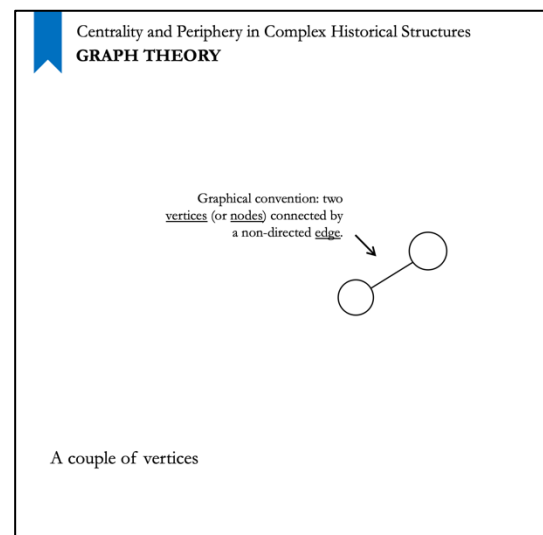 Centrality and Periphery in Complex Historical Structures
GRAPH THEORY
Graphical convention: two
vertices (or nodes) connected by
a non-directed edge.
A couple of vertices